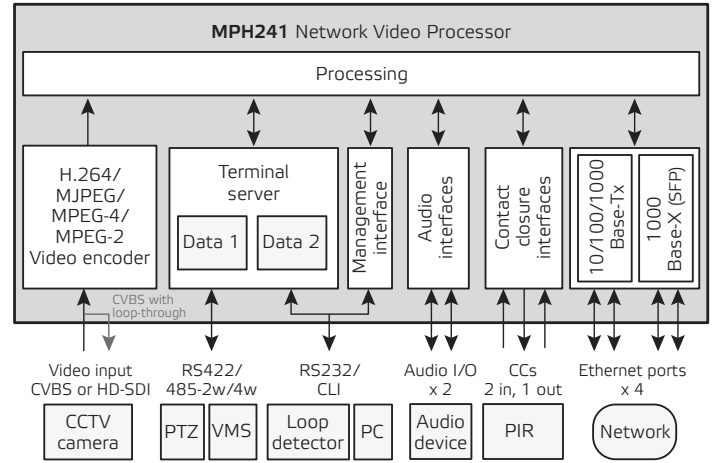 MPH241 Network Video Processor
Processing
H.264/
MJPEG/
MPEG-4/
MPEG-2
Video encoder
Terminal
server
Data 1
Data 2
Management
interface
Audio
interfaces
Contact
closure
interfaces
10/100/1000
Base-Tx
1000
Base-X (SFP)
CVBS with
loop-through
Video input
CVBS or HD-SDI
RS422/
485-2w/4w
RS232/
CLI
Audio I/O
x 2
CCs
2 in, 1 out
Ethernet ports
x 4
CCTV
camera
PTZ
VMS
Loop
detector
PC
Audio
device
PIR
Network